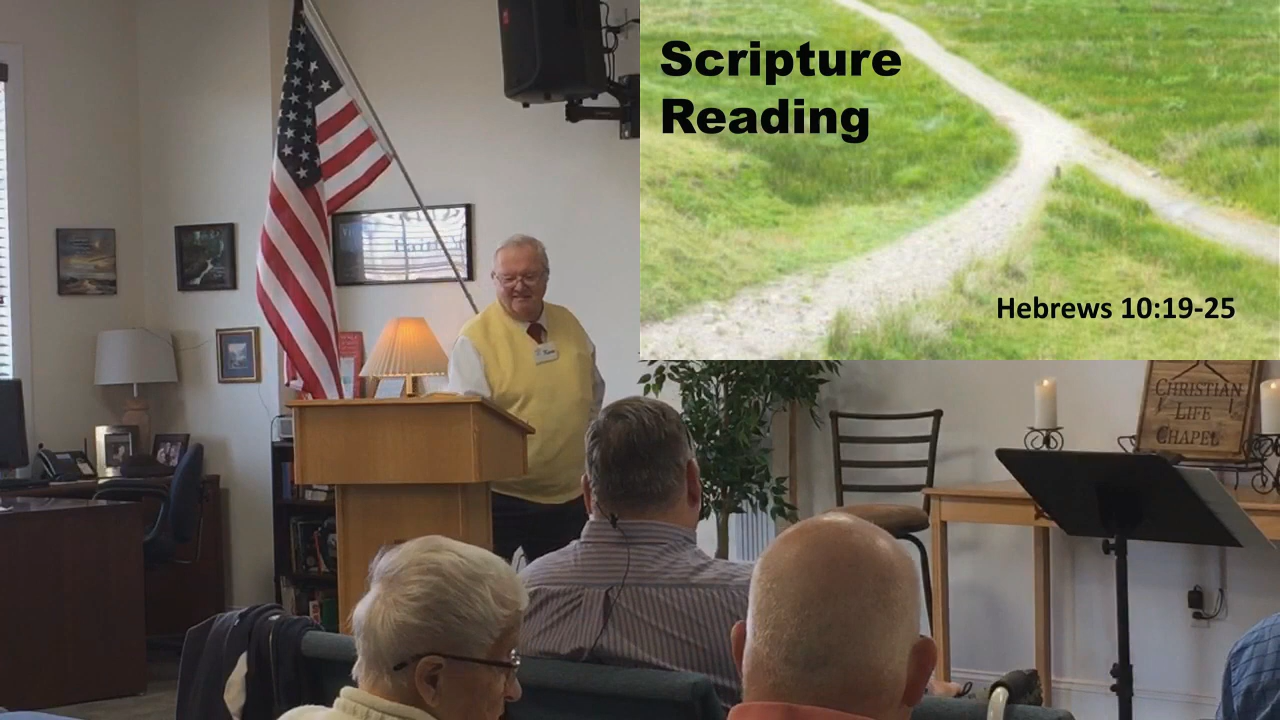 Scripture
Reading
Hebrews 10:19-25
CHRISTIAN
LIFE
CHAPEL